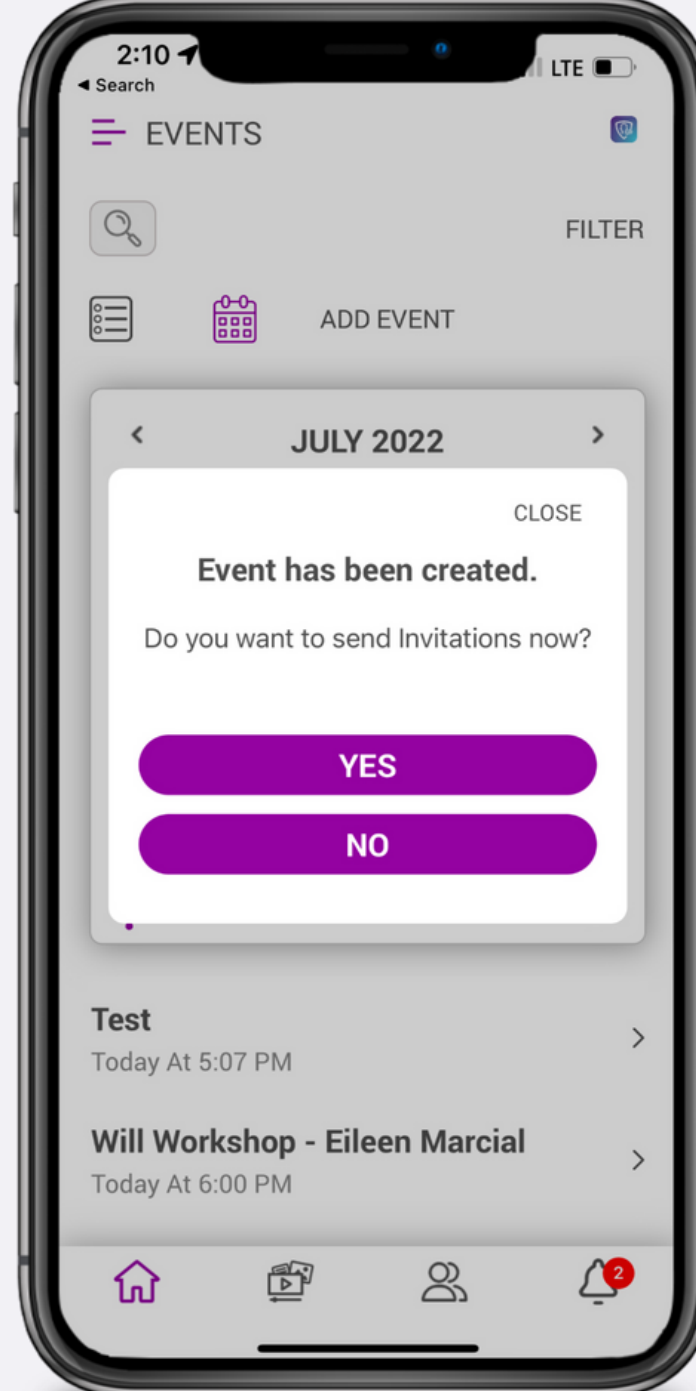 2:10
LTE
◄ Search
EVENTS
FILTER
ADD EVENT
JULY 2022
CLOSE
Event has been created.
Do you want to send Invitations now?
YES
NO
Test
Today At 5:07 PM
Will Workshop - Eileen Marcial
Today At 6:00 PM
2